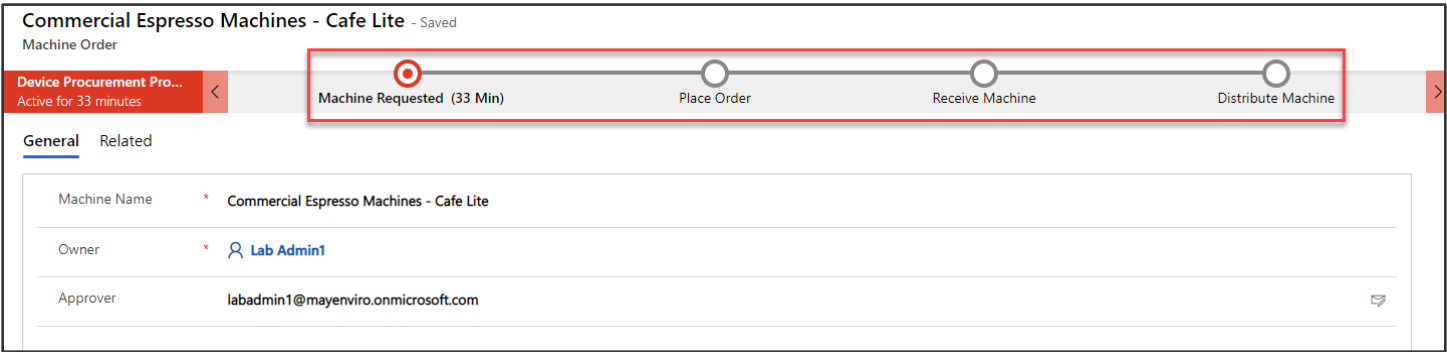 Commercial Espresso Machines - Cafe Lite - Saved
Machine Order
Device Procurement Pro...
Active for 33 minutes
Machine Requested (33 Min)
Place Order
Receive Machine
Distribute Machine
General Related
Machine Name * Commercial Espresso Machines - Cafe Lite
Owner * Lab Admin1
Approver labadmin1@mayenviro.onmicrosoft.com